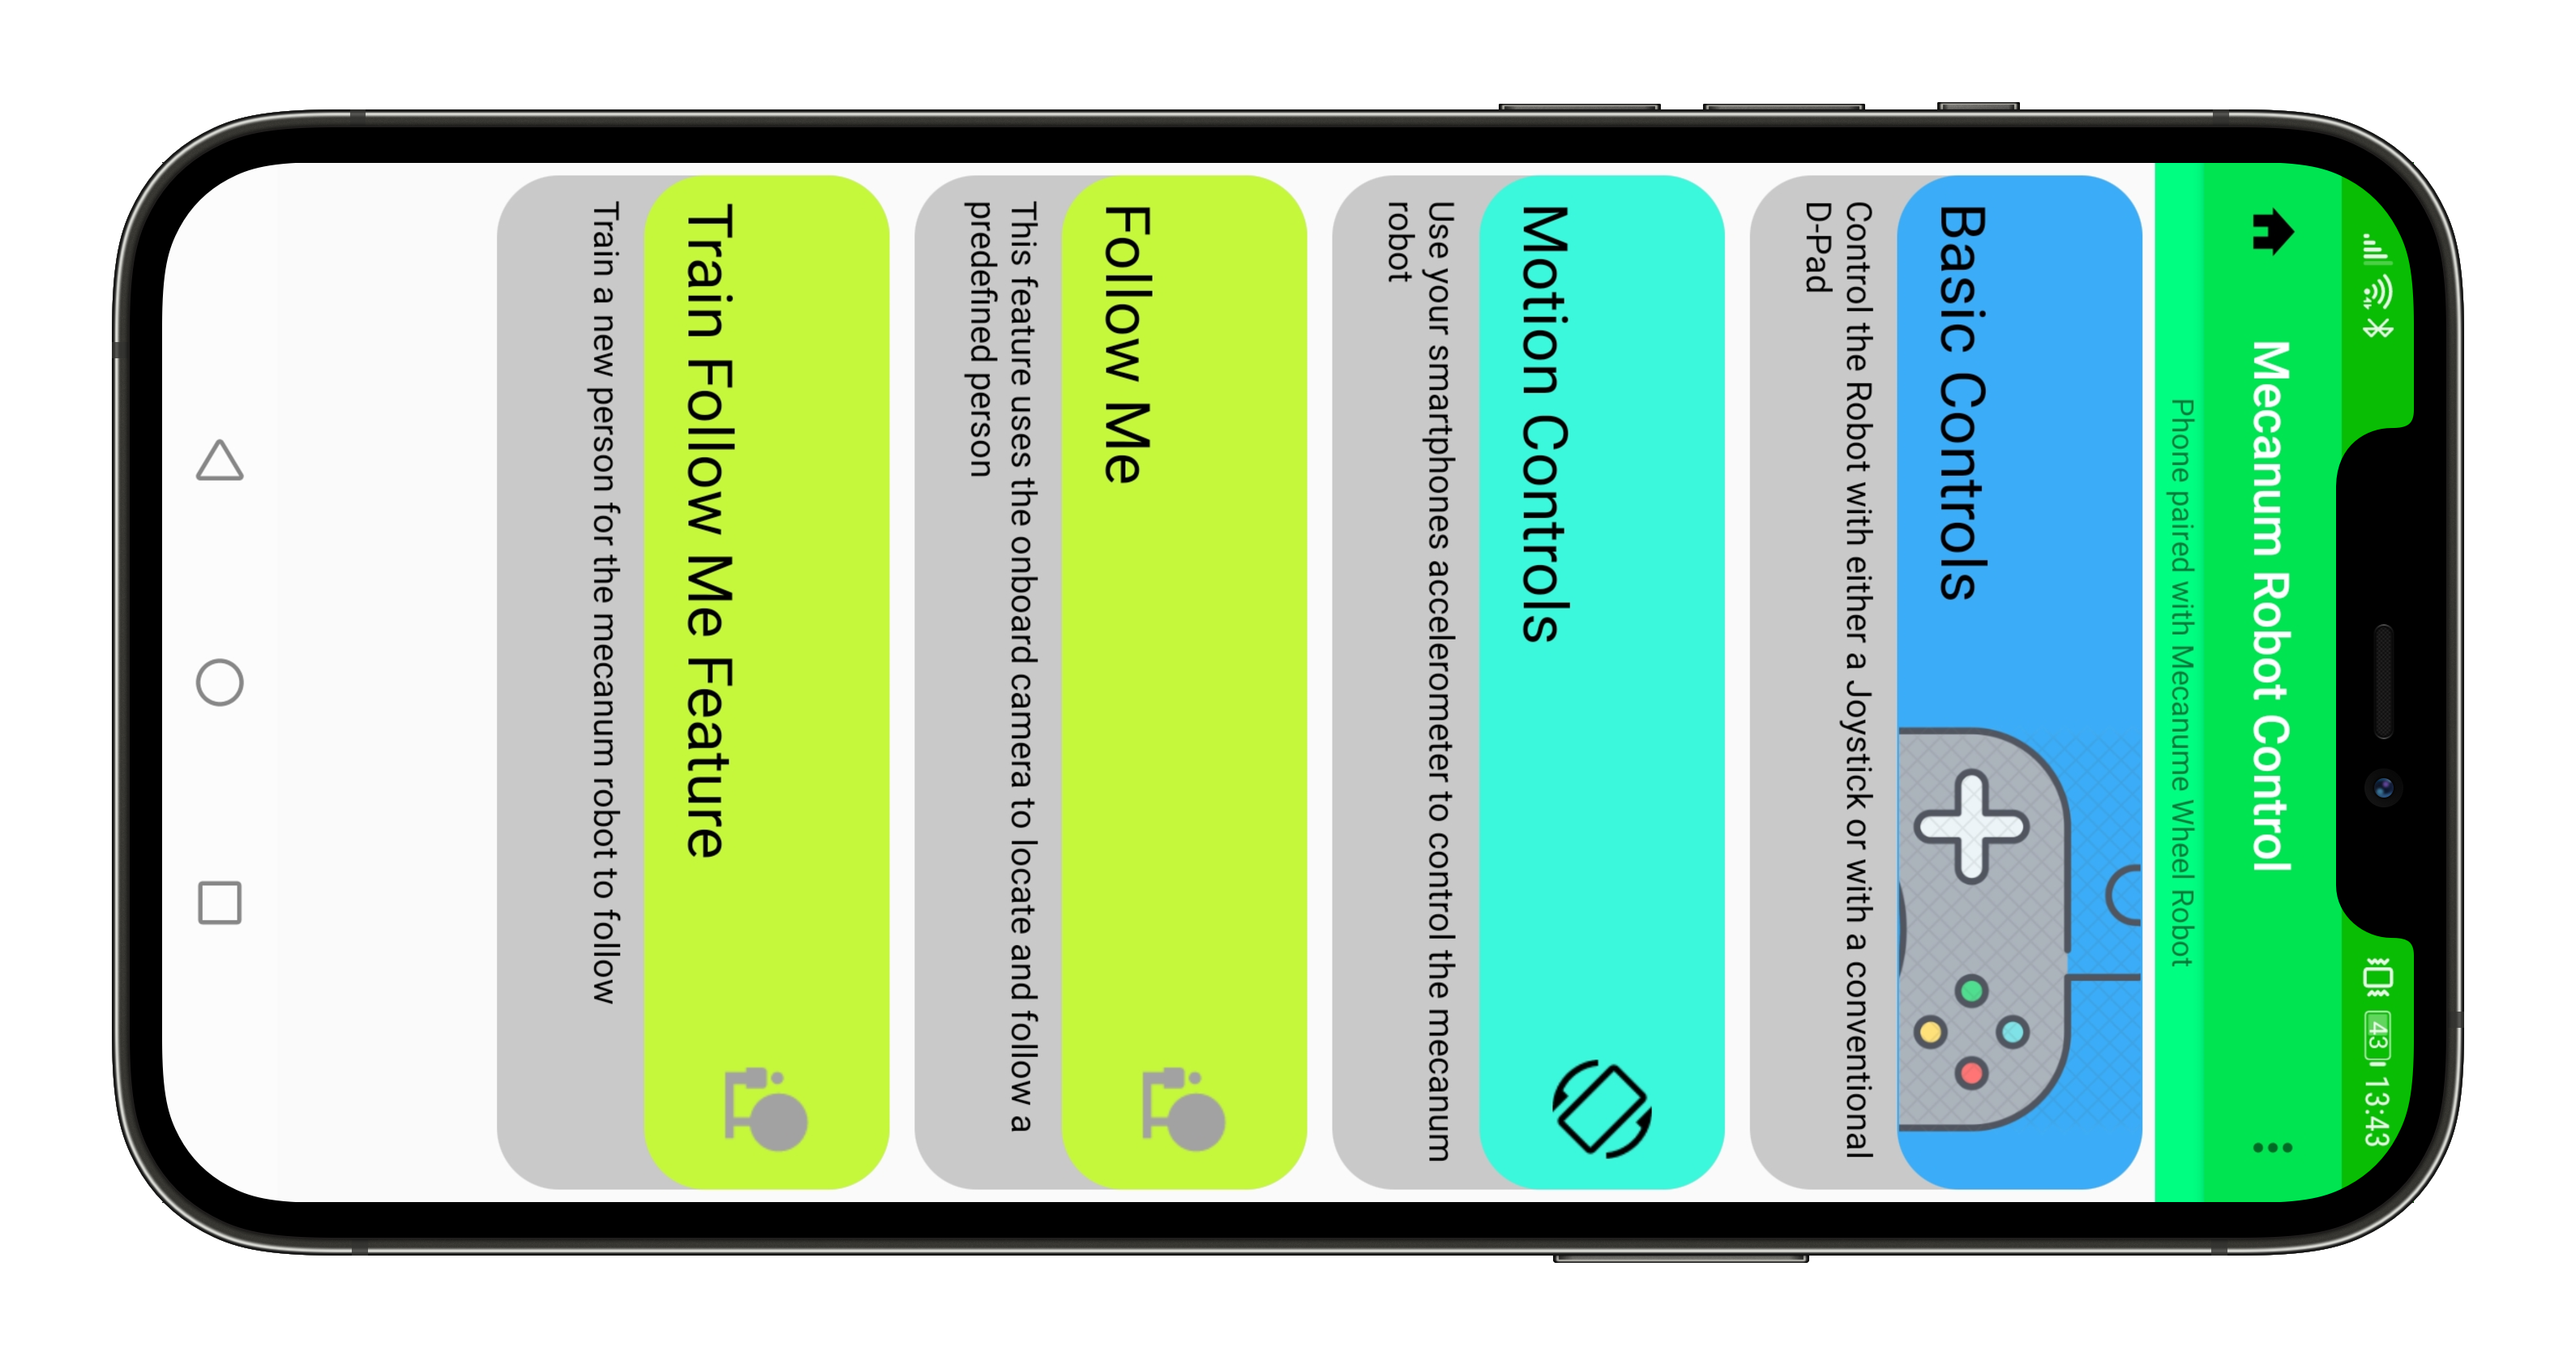 43 13:43
Mecanum Robot Control
Phone paired with Mecanume Wheel Robot
Basic Controls
Control the Robot with either a Joystick or with a conventional
D-Pad
Motion Controls
Use your smartphones accelerometer to control the mecanum
robot
Follow Me
This feature uses the onboard camera to locate and follow a
predefined person
Train Follow Me Feature
Train a new person for the mecanum robot to follow